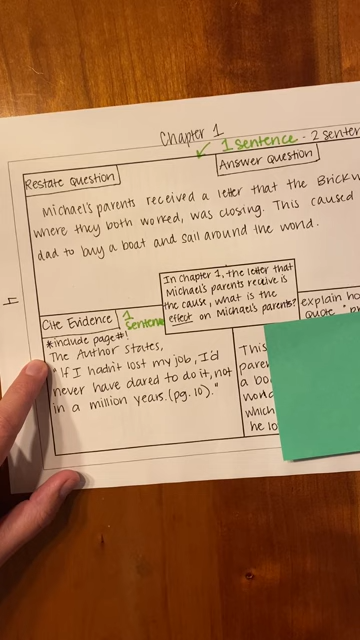 Chapter 1
1 sentence - 2 senten
Restate Question
Answer Question
Michael's parents received a letter that the Brickw
where they both worked, was closing. This caused
dad to buy a boat and sail around the world.
In Chapter 1, the letter that
Michael's parents receive is
the cause, what is the
effect on Michael's parents?
Cite Evidence
1
Sentence
*include page#!
The Author states,
"If I hadn't lost my job, I'd
never have dared to do it, not
in a million years.(pg. 10)."
explain ho
quote "pr
This
paren
a bo
world
which
he lo